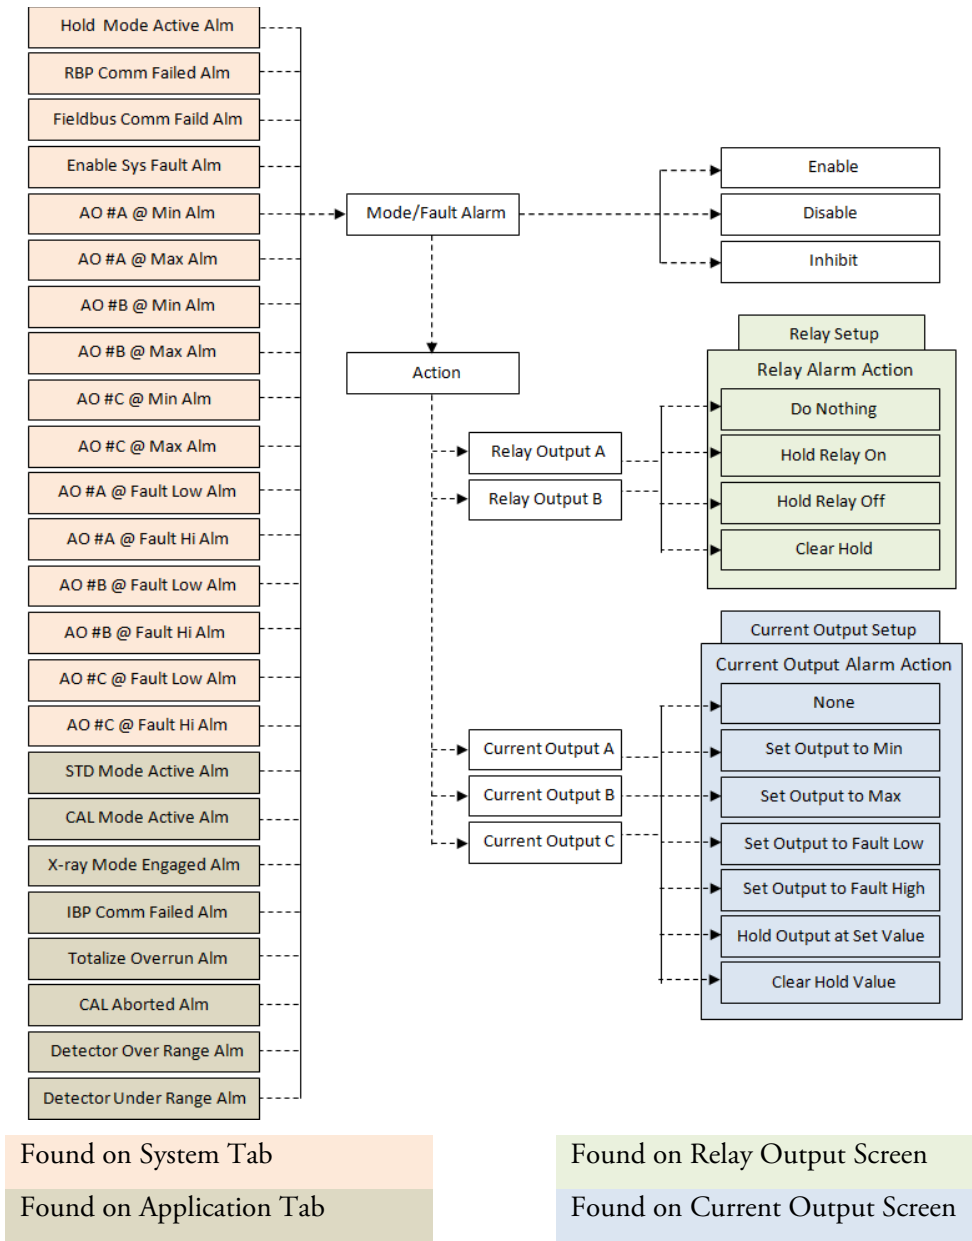 Hold Mode Active Alm
RBP Comm Failed Alm
Fieldbus Comm Faild Alm
Enable Sys Fault Alm
AO #A @ Min Alm
AO #A @ Max Alm
AO #B @ Min Alm
AO #B @ Max Alm
AO #C @ Min Alm
AO #C @ Max Alm
AO #A @ Fault Low Alm
AO #A @ Fault Hi Alm
AO #B @ Fault Low Alm
AO #B @ Fault Hi Alm
AO #C @ Fault Low Alm
AO #C @ Fault Hi Alm
STD Mode Active Alm
CAL Mode Active Alm
X-ray Mode Engaged Alm
IBP Comm Failed Alm
Totalize Overrun Alm
CAL Aborted Alm
Detector Over Range Alm
Detector Under Range Alm
Mode/Fault Alarm
Action
Enable
Disable
Inhibit
Relay Output A
Relay Output B
Relay Setup
Relay Alarm Action
Do Nothing
Hold Relay On
Hold Relay Off
Clear Hold
Current Output A
Current Output B
Current Output C
Current Output Setup
Current Output Alarm Action
None
Set Output to Min
Set Output to Max
Set Output to Fault Low
Set Output to Fault High
Hold Output at Set Value
Clear Hold Value
Found on System Tab
Found on Application Tab
Found on Relay Output Screen
Found on Current Output Screen